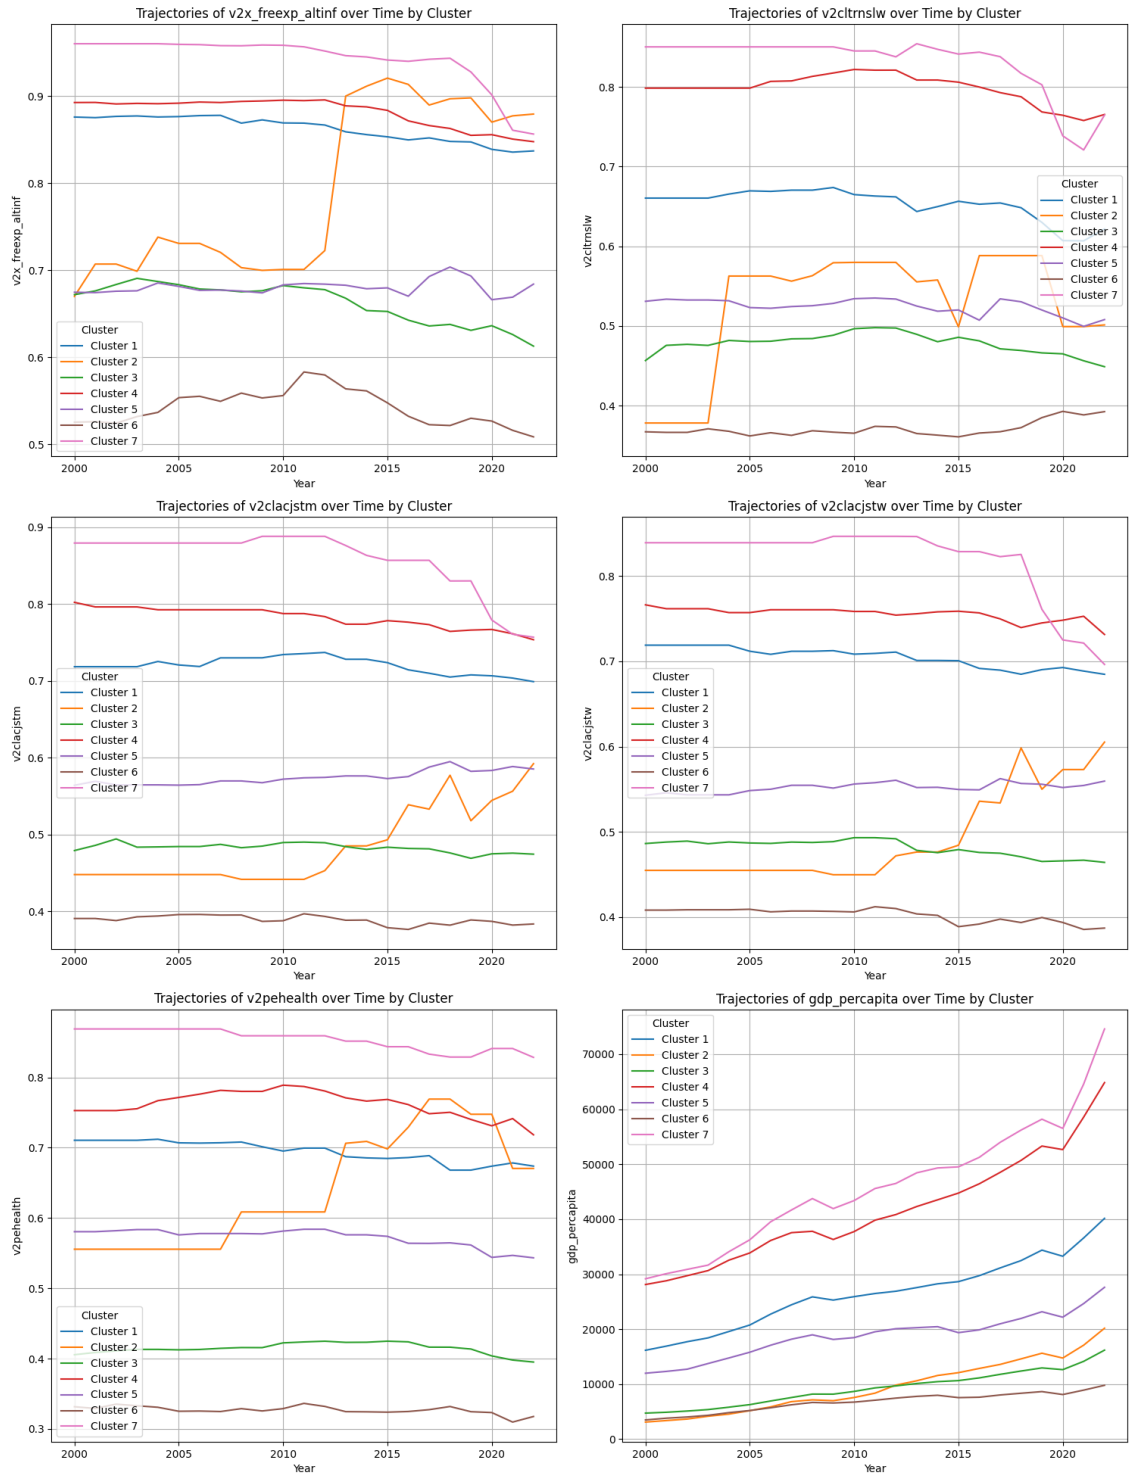 Trajectories of v2x_freexp_altinf over Time by Cluster
v2x_freexp_altinf
0.9
0.8
0.7
0.6
0.5
Cluster
Cluster 1
Cluster 2
Cluster 3
Cluster 4
Cluster 5
Cluster 6
Cluster 7
2000
2005
2010
2015
2020
Year
Trajectories of v2cltrnslw over Time by Cluster
v2cltrnslw
0.8
0.7
0.6
0.5
0.4
Cluster
Cluster 1
Cluster 2
Cluster 3
Cluster 4
Cluster 5
Cluster 6
Cluster 7
2000
2005
2010
2015
2020
Year
Trajectories of v2clacjstm over Time by Cluster
v2clacjstm
0.9
0.8
0.7
0.6
0.5
0.4
Cluster
Cluster 1
Cluster 2
Cluster 3
Cluster 4
Cluster 5
Cluster 6
Cluster 7
2000
2005
2010
2015
2020
Year
Trajectories of v2clacjstw over Time by Cluster
v2clacjstw
0.8
0.7
0.6
0.5
0.4
Cluster
Cluster 1
Cluster 2
Cluster 3
Cluster 4
Cluster 5
Cluster 6
Cluster 7
2000
2005
2010
2015
2020
Year
Trajectories of v2pehealth over Time by Cluster
v2pehealth
0.8
0.7
0.6
0.5
0.4
0.3
Cluster
Cluster 1
Cluster 2
Cluster 3
Cluster 4
Cluster 5
Cluster 6
Cluster 7
2000
2005
2010
2015
2020
Year
Trajectories of gdp_percapita over Time by Cluster
gdp_percapita
70000
60000
50000
40000
30000
20000
10000
0
Cluster
Cluster 1
Cluster 2
Cluster 3
Cluster 4
Cluster 5
Cluster 6
Cluster 7
2000
2005
2010
2015
2020
Year